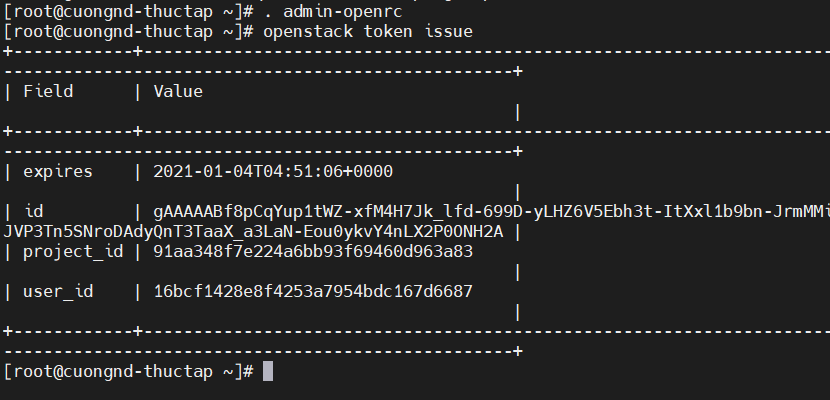 [root@cuongnd-thuctap ~]# . admin-openrc
[root@cuongnd-thuctap ~]# openstack token issue
+------------+----------------------------------------------------------------------
---------------------------------------------------+
| Field      | Value
                                                   |
+------------+----------------------------------------------------------------------
---------------------------------------------------+
| expires    | 2021-01-04T04:51:06+0000
                                                   |
| id         | gAAAAABf8pCqYup1tWZ-xfM4H7Jk_lfd-699D-yLHZ6V5Ebh3t-ItXxl1b9bn-JrmMMi
JVP3Tn5SNroDAdyQnT3TaaX_a3LaN-Eou0ykvY4nLX2P0ONH2A |
| project_id | 91aa348f7e224a6bb93f69460d963a83
                                                   |
| user_id    | 16bcf1428e8f4253a7954bdc167d6687
                                                   |
+------------+----------------------------------------------------------------------
---------------------------------------------------+
[root@cuongnd-thuctap ~]#